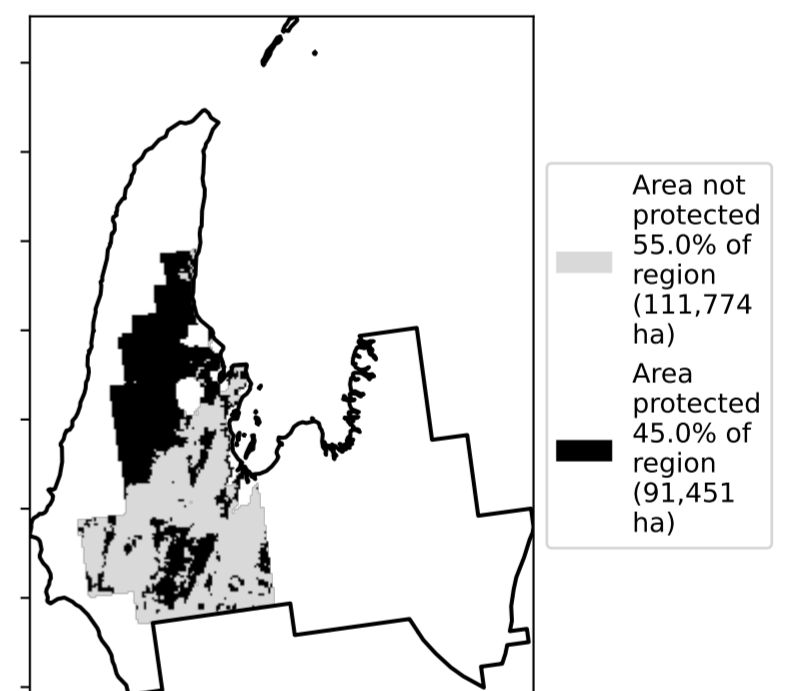 Area not
protected
55.0% of
region
(111,774
ha)
Area
protected
45.0% of
region
(91,451
ha)